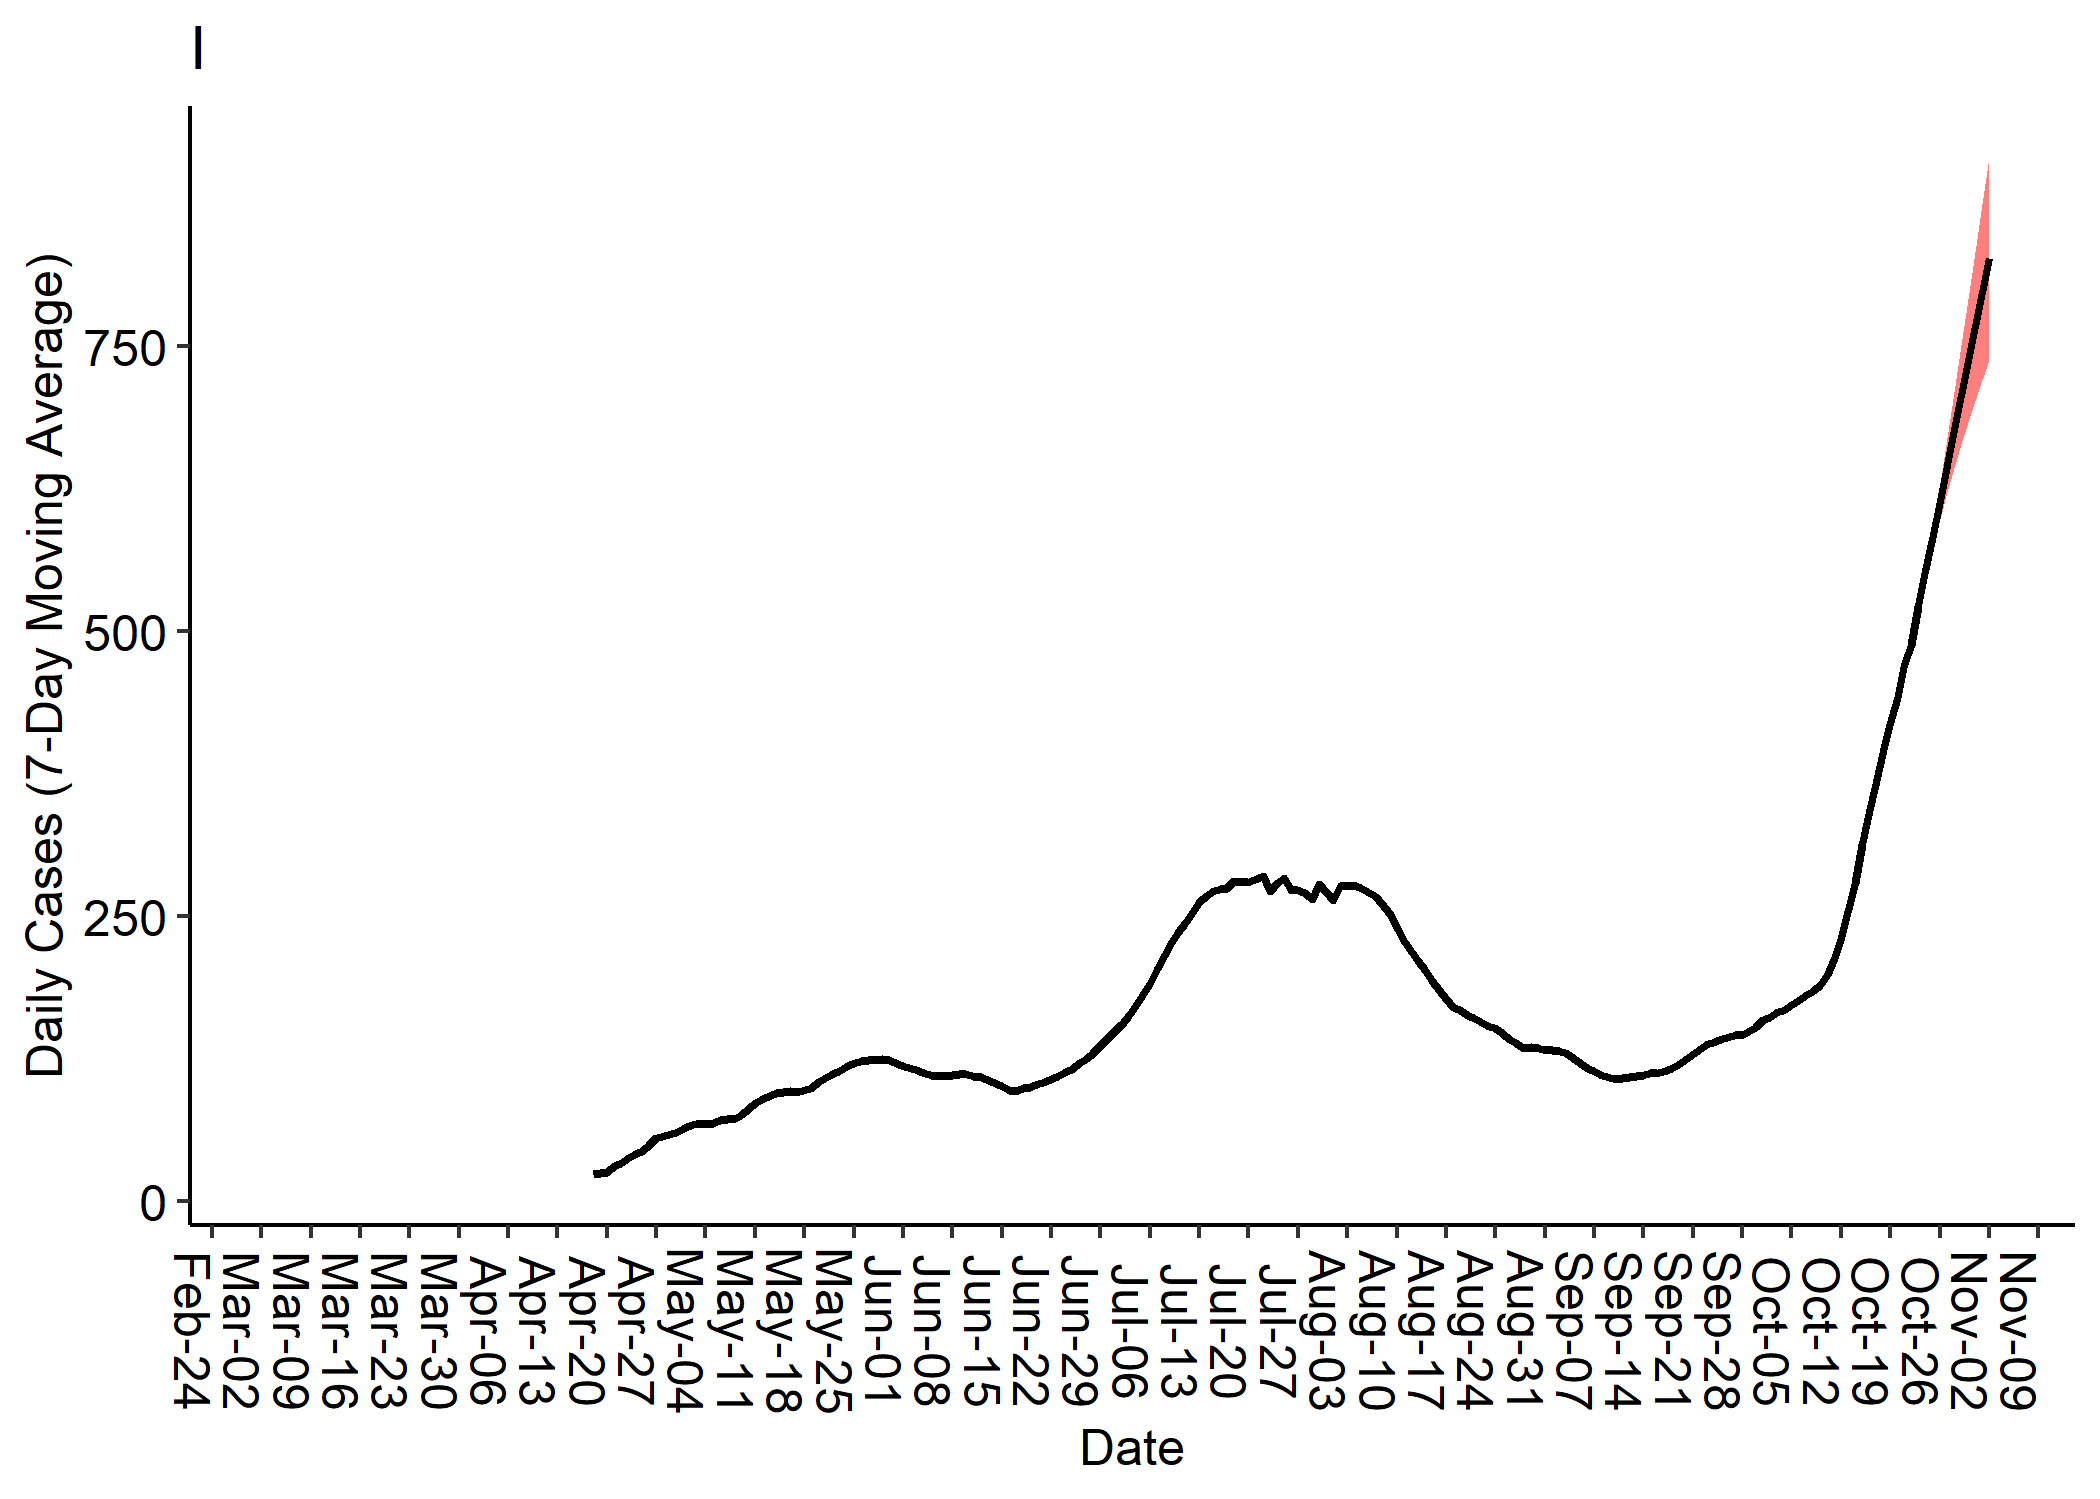 I
Daily Cases (7-Day Moving Average)
750
500
250
0
Feb-24
Mar-02
Mar-09
Mar-16
Mar-23
Mar-30
Apr-06
Apr-13
Apr-20
Apr-27
May-04
May-11
May-18
May-25
Jun-01
Jun-08
Jun-15
Jun-22
Jun-29
Jul-06
Jul-13
Jul-20
Jul-27
Aug-03
Aug-10
Aug-17
Aug-24
Aug-31
Sep-07
Sep-14
Sep-21
Sep-28
Oct-05
Oct-12
Oct-19
Oct-26
Nov-02
Nov-09
Date